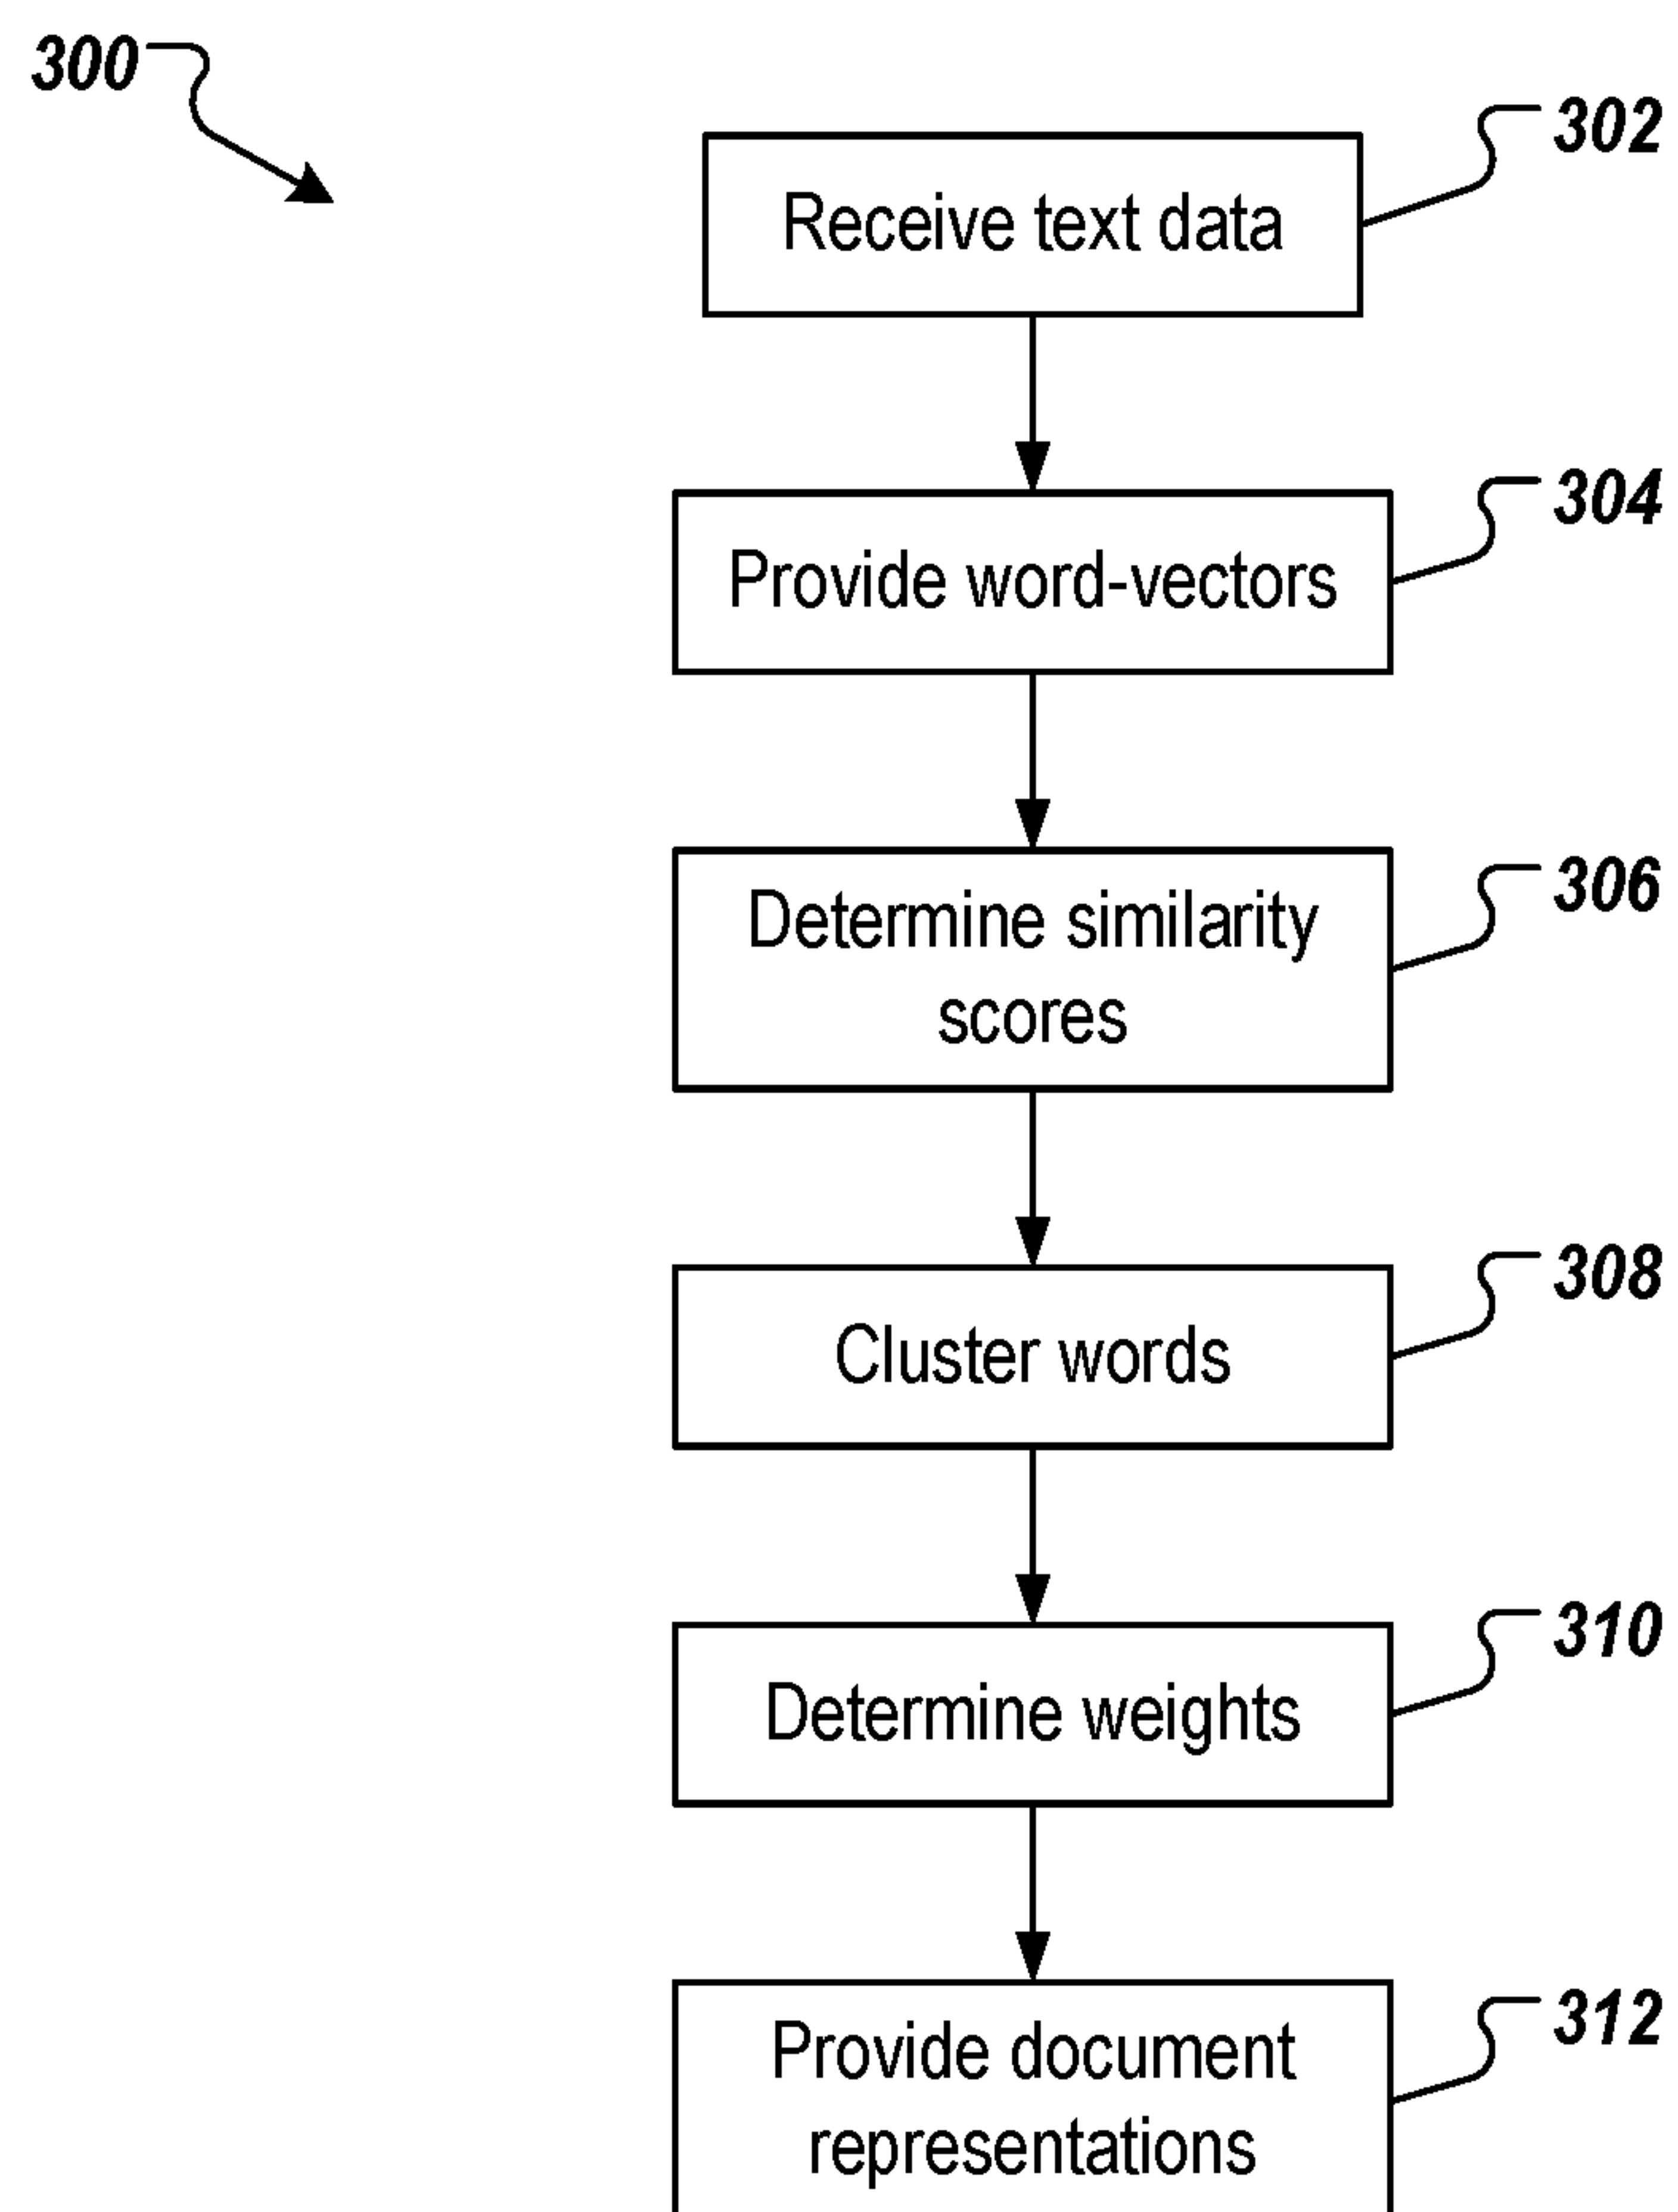 300
302
Receive text data
304
Provide word-vectors
306
Determine similarity
scores
308
Cluster words
310
Determine weights
312
Provide document
representations